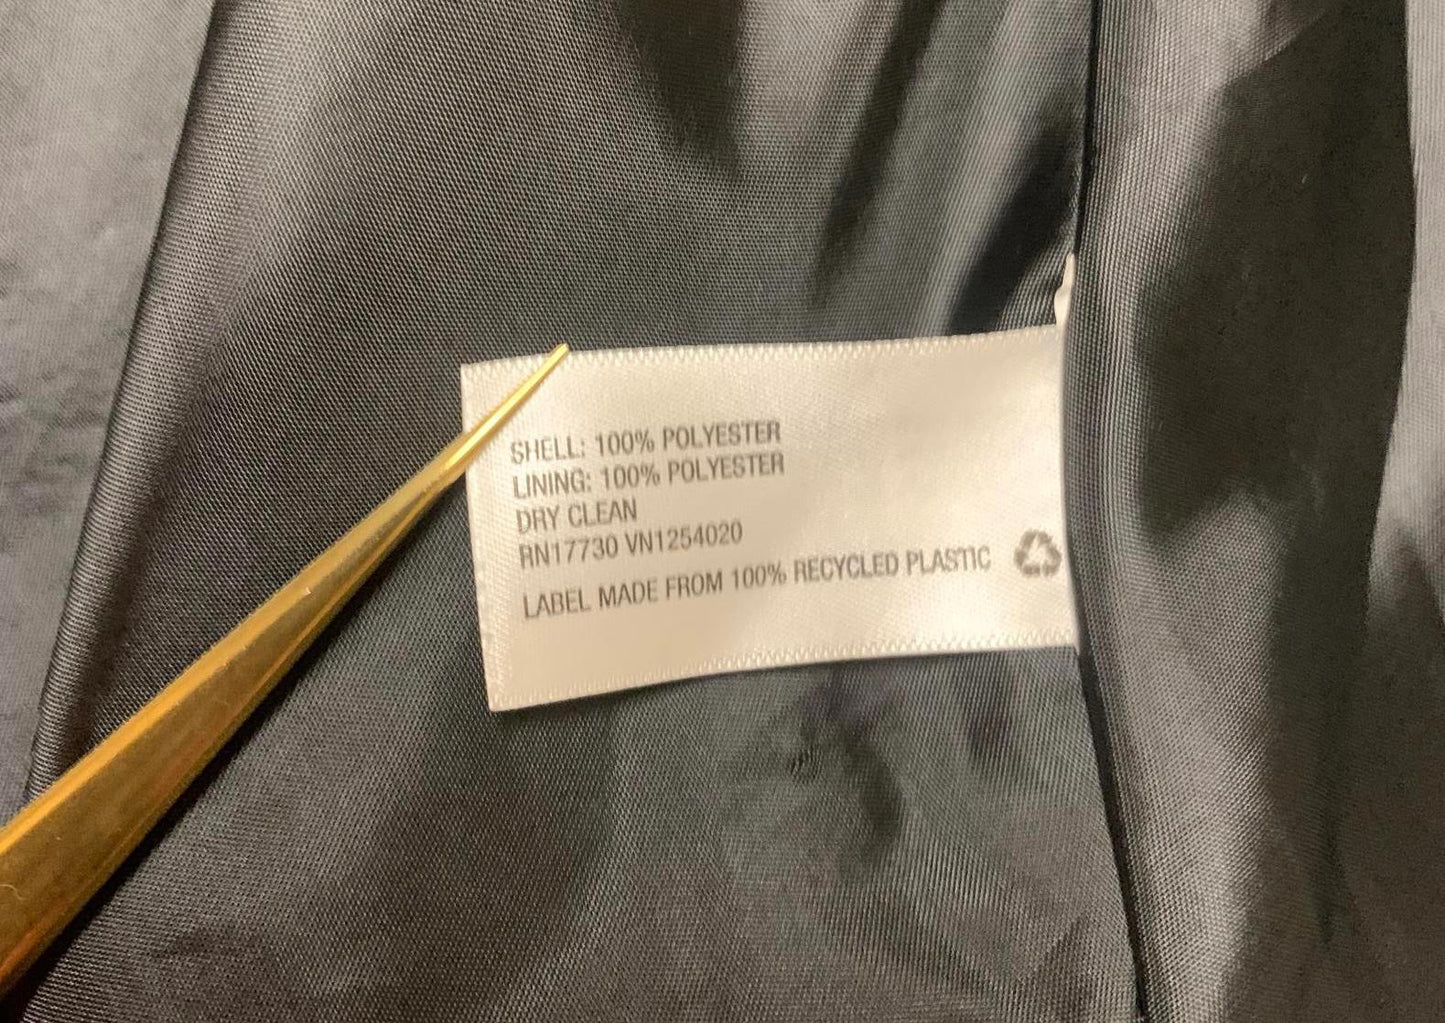 SHELL: 100% POLYESTER
LINING: 100% POLYESTER
DRY CLEAN
RN17730 VN1254020
LABEL MADE FROM 100% RECYCLED PLASTIC